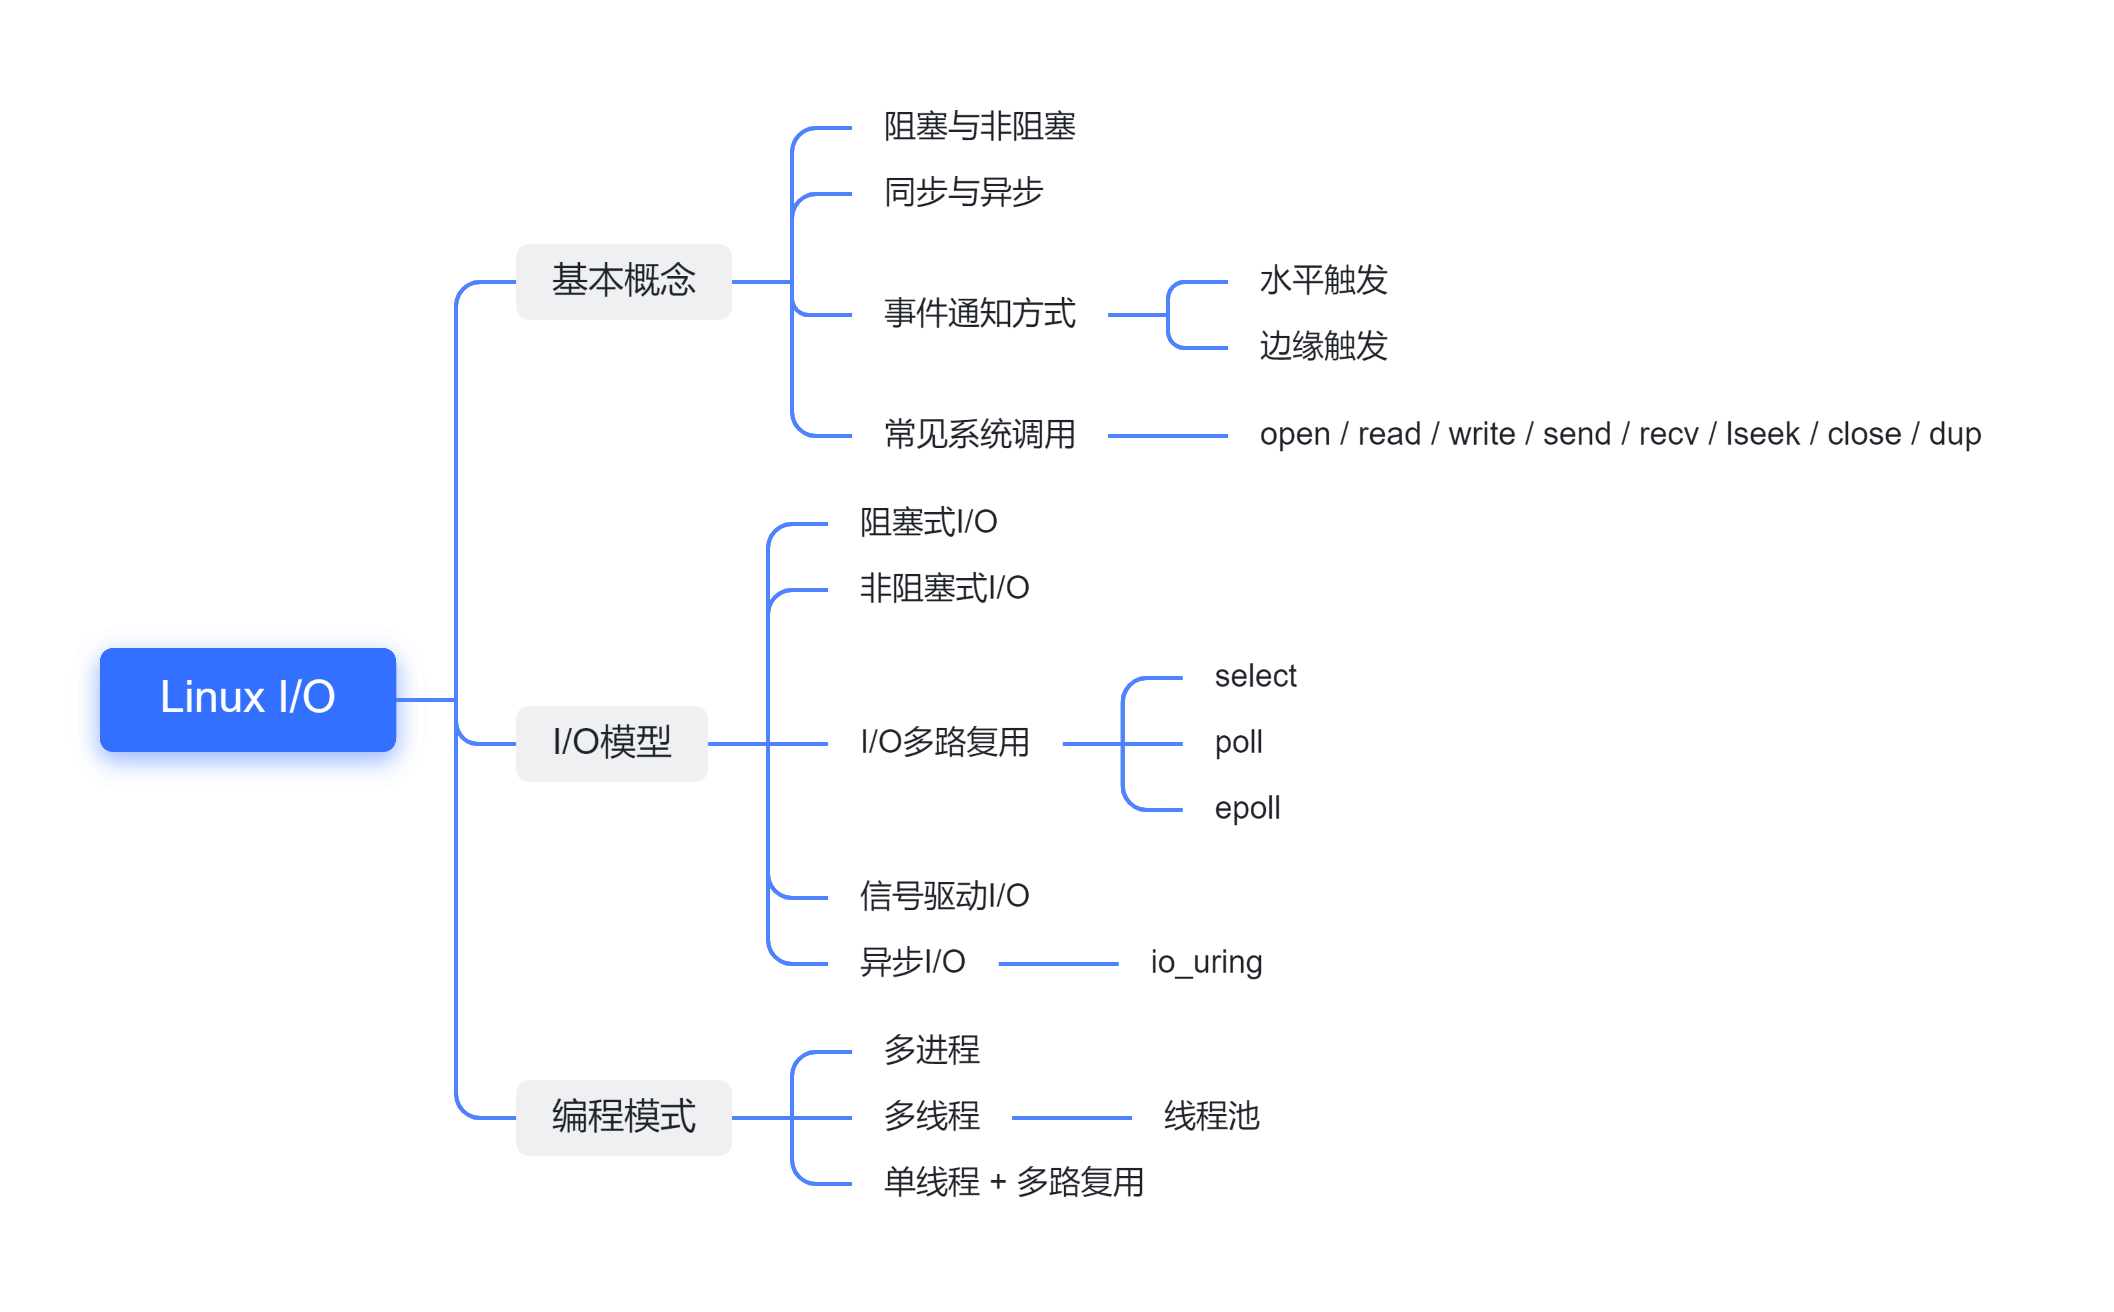 Linux I/O
基本概念
阻塞与非阻塞
同步与异步
事件通知方式
水平触发
边缘触发
常见系统调用
open / read / write / send / recv / lseek / close / dup
I/O模型
阻塞式I/O
非阻塞式I/O
I/O多路复用
select
poll
epoll
信号驱动I/O
异步I/O
io_uring
编程模式
多进程
多线程
线程池
单线程 + 多路复用